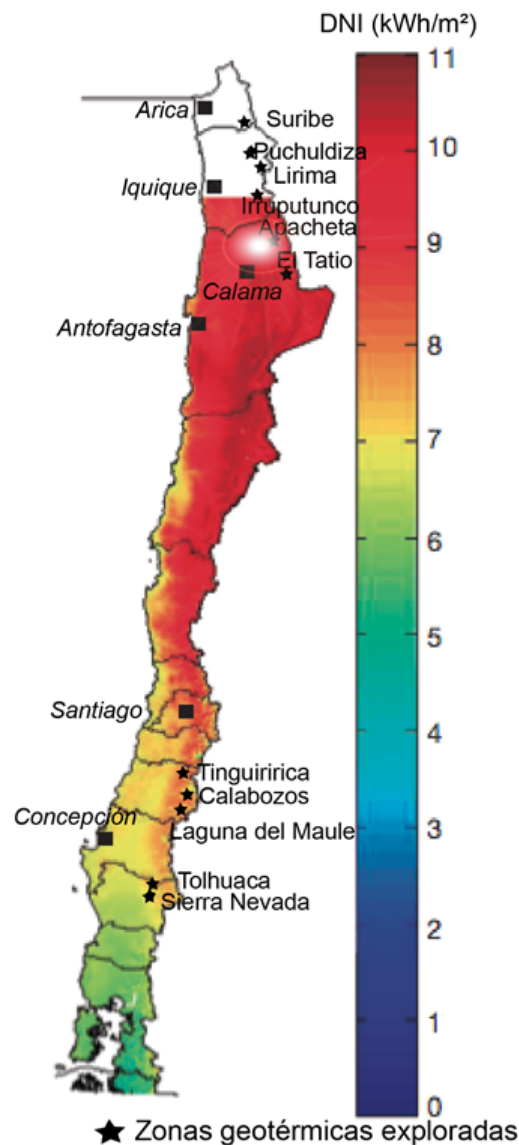 DNI (kWh/m²)
11
Arica
Suribe
10
Puchuldiza
Lirima
Iquique
Irruputunco
Apacheta
9
El Tatio
Calama
Antofagasta
8
7
6
5
4
Santiago
Tinguiririca
Calabozos
Concepción
3
Laguna del Maule
Tolhuaca
Sierra Nevada
2
1
0
★ Zonas geotérmicas exploradas